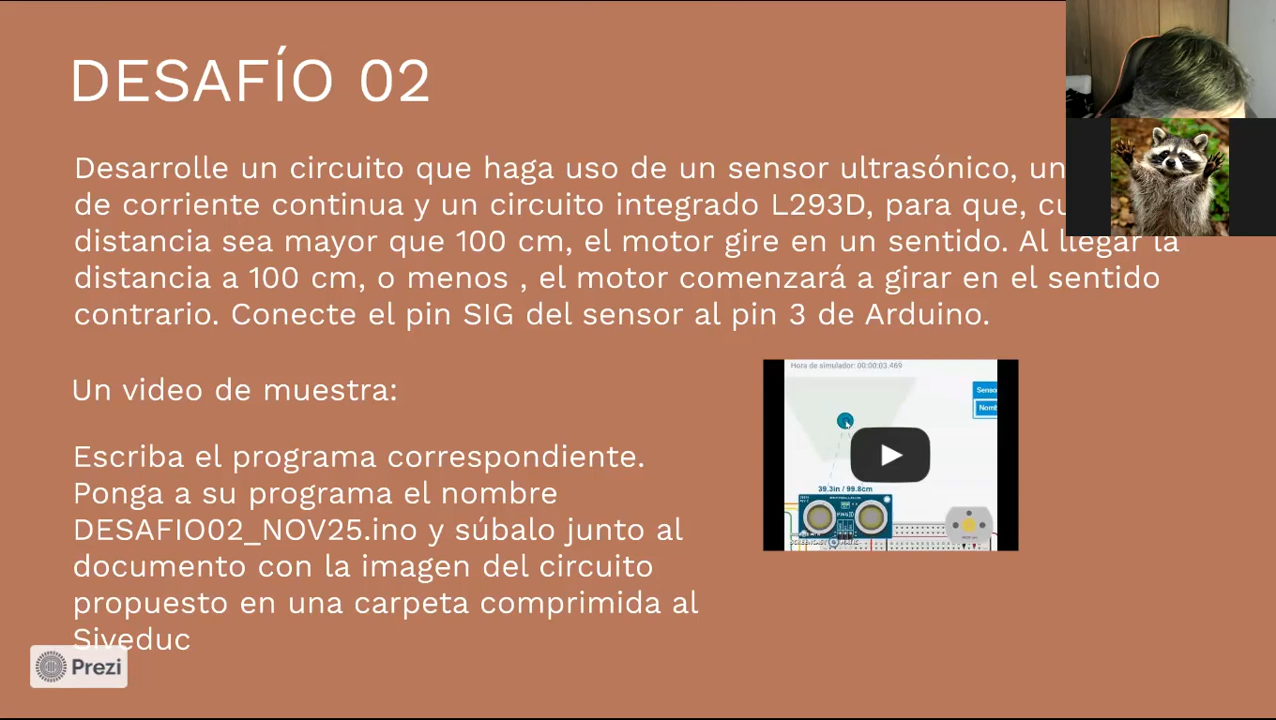 DESAFÍO 02
Desarrolle un circuito que haga uso de un sensor ultrasónico, un
de corriente continua y un circuito integrado L293D, para que,
distancia sea mayor que 100 cm, el motor gire en un sentido. Al llegar la
distancia a 100 cm, o menos , el motor comenzará a girar en el sentido
contrario. Conecte el pin SIG del sensor al pin 3 de Arduino.
Un video de muestra:
Hora de simulador: 00:00:03.469
39.3in / 99.8cm
Escriba el programa correspondiente.
Ponga a su programa el nombre
DESAFIO02_NOV25.ino y súbalo junto al
documento con la imagen del circuito
propuesto en una carpeta comprimida al
Siveduc
Prezi